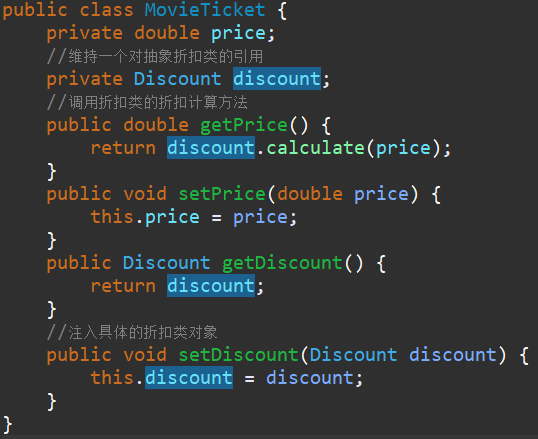 public class MovieTicket {
    private double price;
    //维持一个对抽象折扣类的引用
    private Discount discount;
    //调用折扣类的折扣计算方法
    public double getPrice() {
        return discount.calculate(price);
    }
    public void setPrice(double price) {
        this.price = price;
    }
    public Discount getDiscount() {
        return discount;
    }
    //注入具体的折扣类对象
    public void setDiscount(Discount discount) {
        this.discount = discount;
    }
}